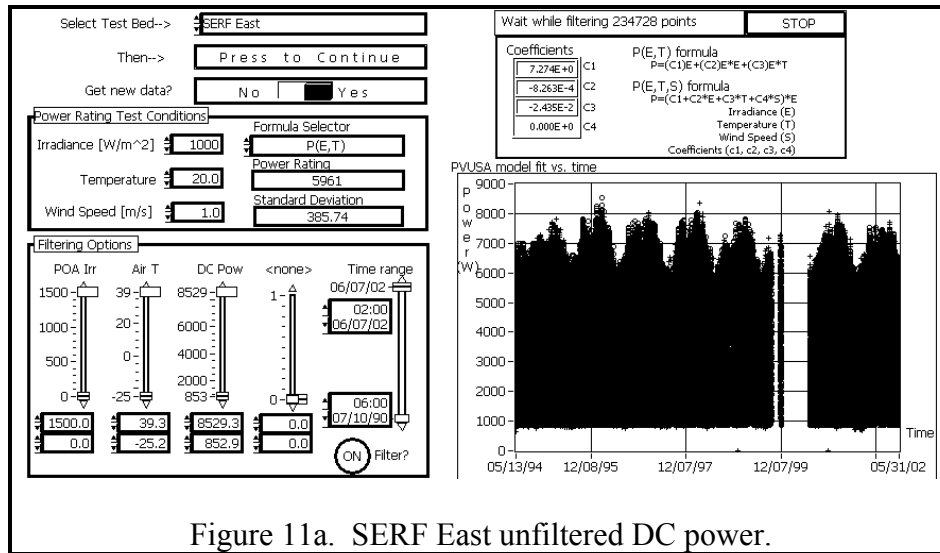 Select Test Bed-->
SERF East
Then-->
Press to Continue
Get new data?
No
Yes
Power Rating Test Conditions
Irradiance [W/m^2]
1000
Temperature
20.0
Wind Speed [m/s]
1.0
Formula Selector
P(E,T)
Power Rating
5961
Standard Deviation
385.74
Filtering Options
POA Irr
Air T
DC Pow
<none>
Time range
1500
1000
500
0
1500.0
0.0
39
20
0
-25
39.3
-25.2
8529
6000
4000
2000
853
8529.3
852.9
1
0
0.0
0.0
06/07/02
02:00
06/07/02
06:00
07/10/90
ON
Filter?
Wait while filtering 234728 points
STOP
Coefficients
7.274E+0 C1
-8.263E-4 C2
-2.435E-2 C3
0.000E+0 C4
P(E,T) formula
P=(C1)E+(C2)E*E+(C3)E*T
P(E,T,S) formula
P=(C1+C2*E+C3*T+C4*S)*E
Irradiance (E)
Temperature (T)
Wind Speed (S)
Coefficients (c1, c2, c3, c4)
PVUSA model fit vs. time
Power
(W)
9000
8000
7000
6000
5000
4000
3000
2000
1000
0
Time
05/13/94 12/08/95 12/07/97 12/07/99 05/31/02
Figure 11a. SERF East unfiltered DC power.